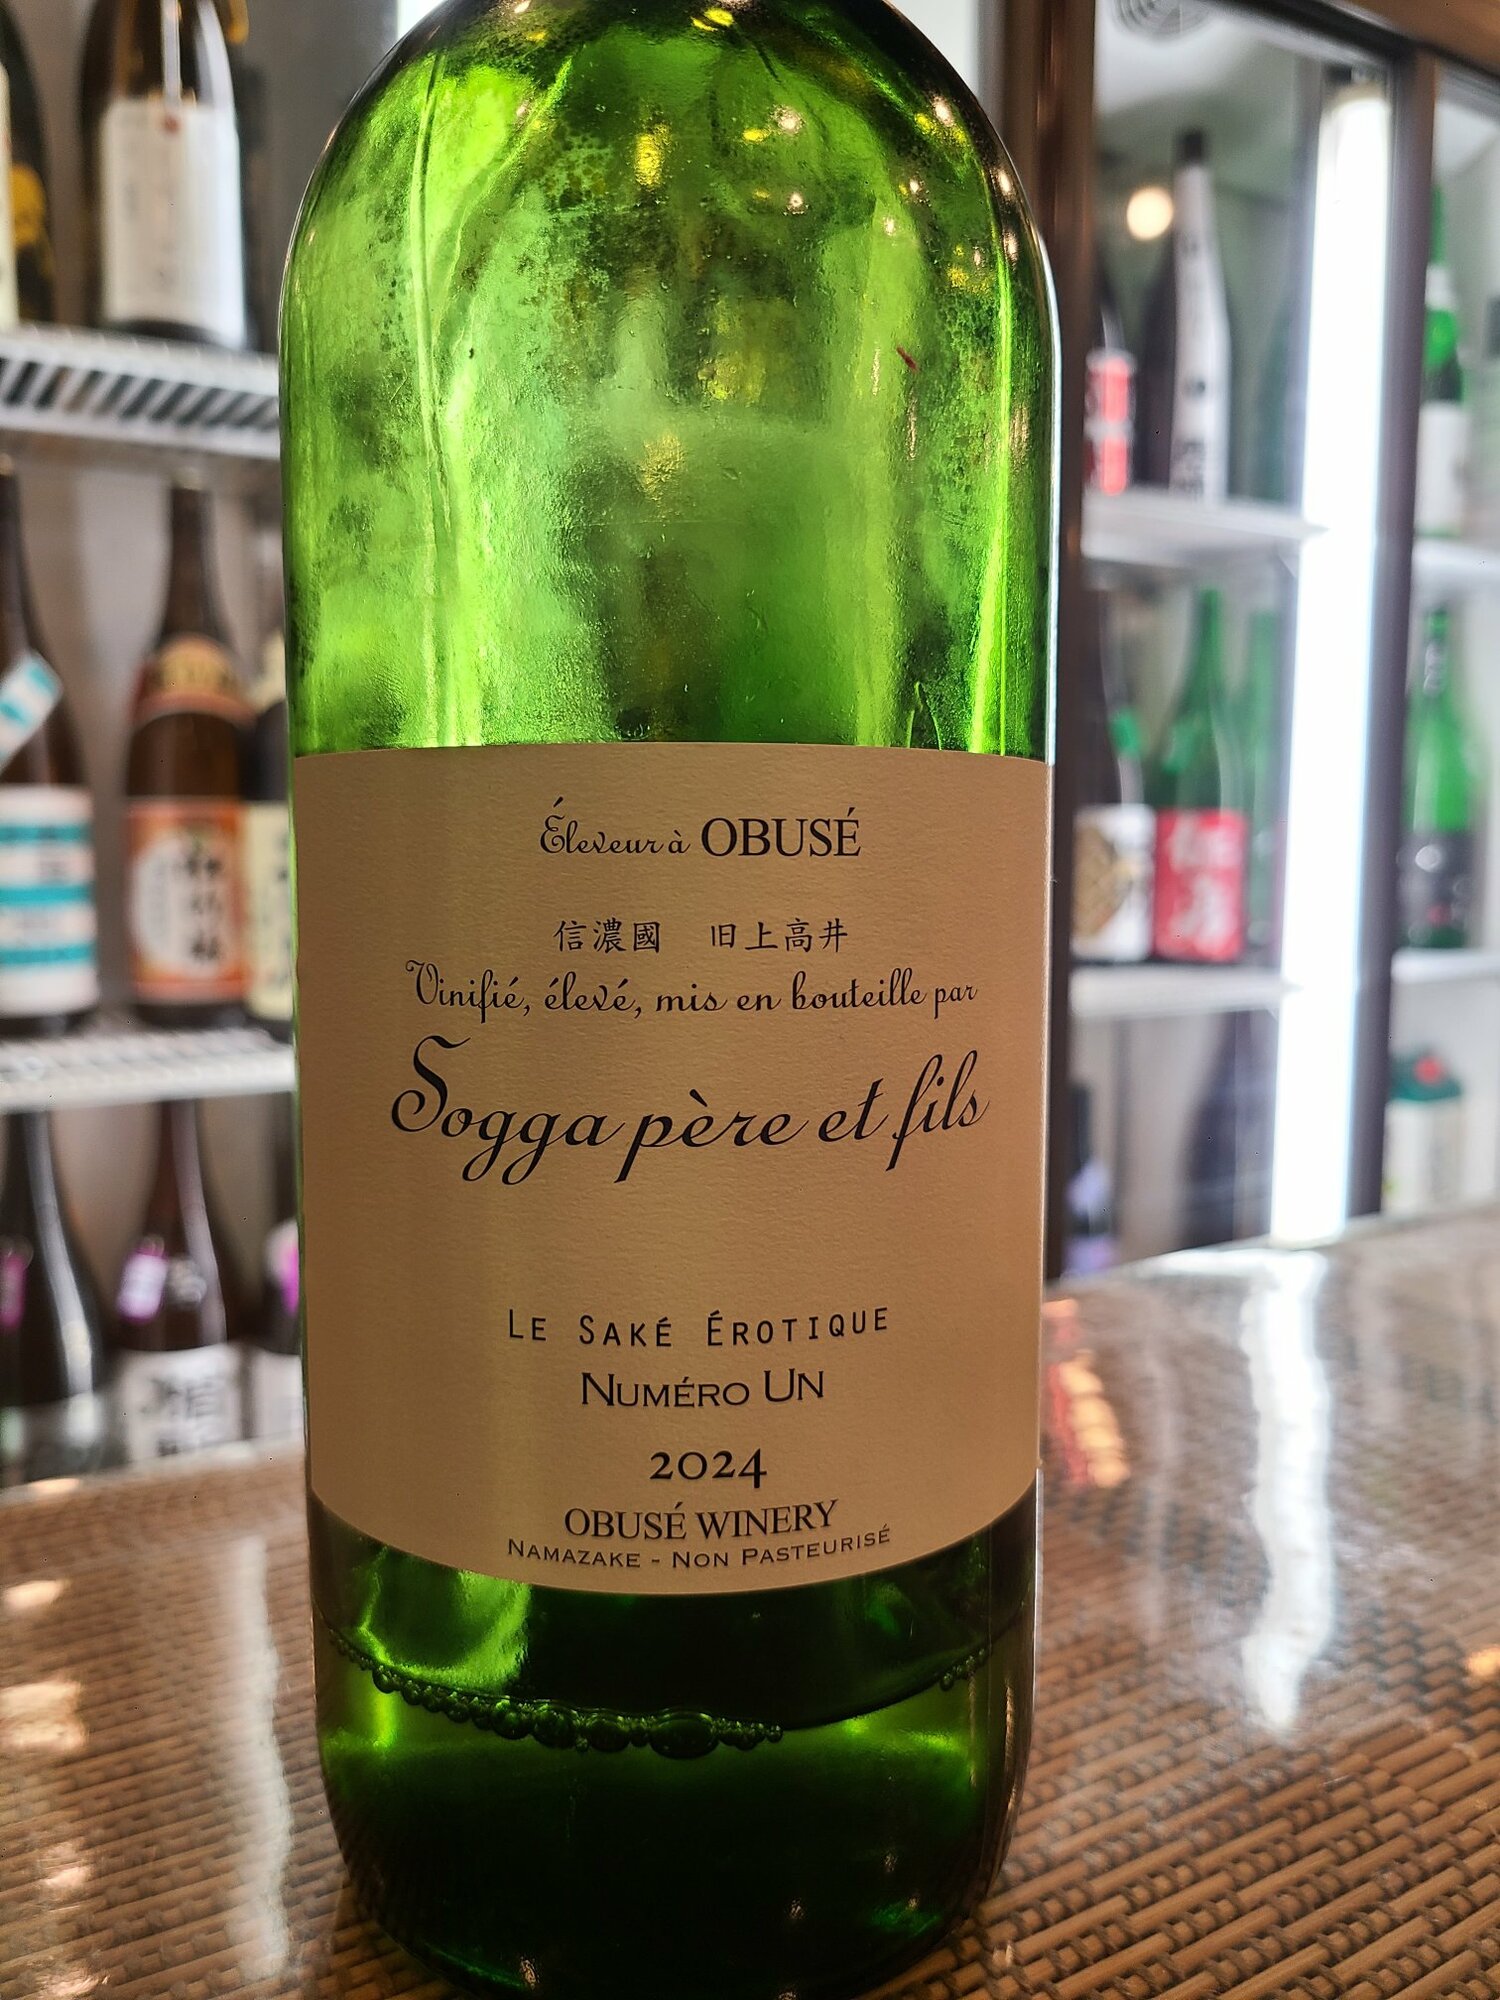 Éleveur à OBUSÉ
信濃國 旧上高井
Vinifié, élevé, mis en bouteille par
Sogga père et fils
Le Saké Érotique
Numéro Un
2024
OBUSÉ WINERY
Namazake - Non Pasteurisé